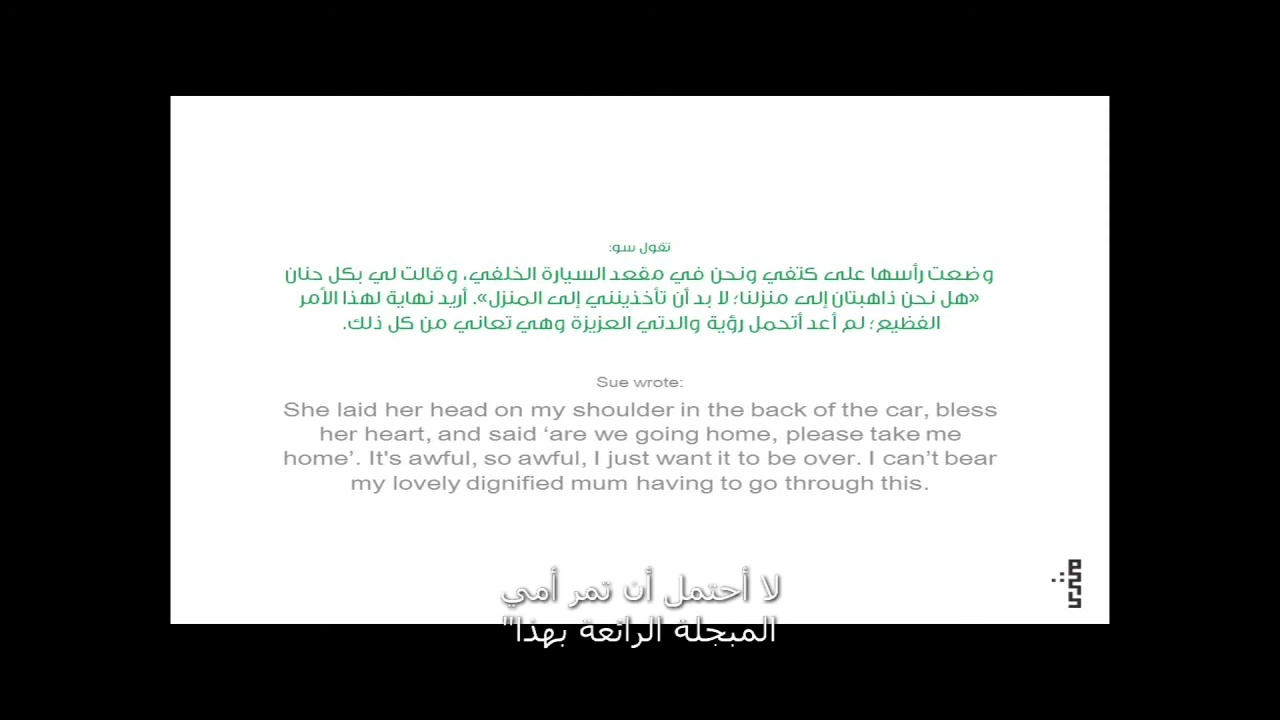 تقول سو:
وضعت رأسها على كتفي ونحن في مقعد السيارة الخلفي، وقالت لي بكل حنان
«هل نحن ذاهبتان إلى منزلنا؛ لا بد أن تأخذينني إلى المنزل». أريد نهاية لهذا الأمر
الفظيع؛ لم أعد أتحمل رؤية والدتي العزيزة وهي تعاني من كل ذلك.
Sue wrote:
She laid her head on my shoulder in the back of the car, bless
her heart, and said ‘are we going home, please take me
home’. It's awful, so awful, I just want it to be over. I can’t bear
my lovely dignified mum having to go through this.
لا أحتمل أن تمر أمي
المبجلة الرائعة بهذا"